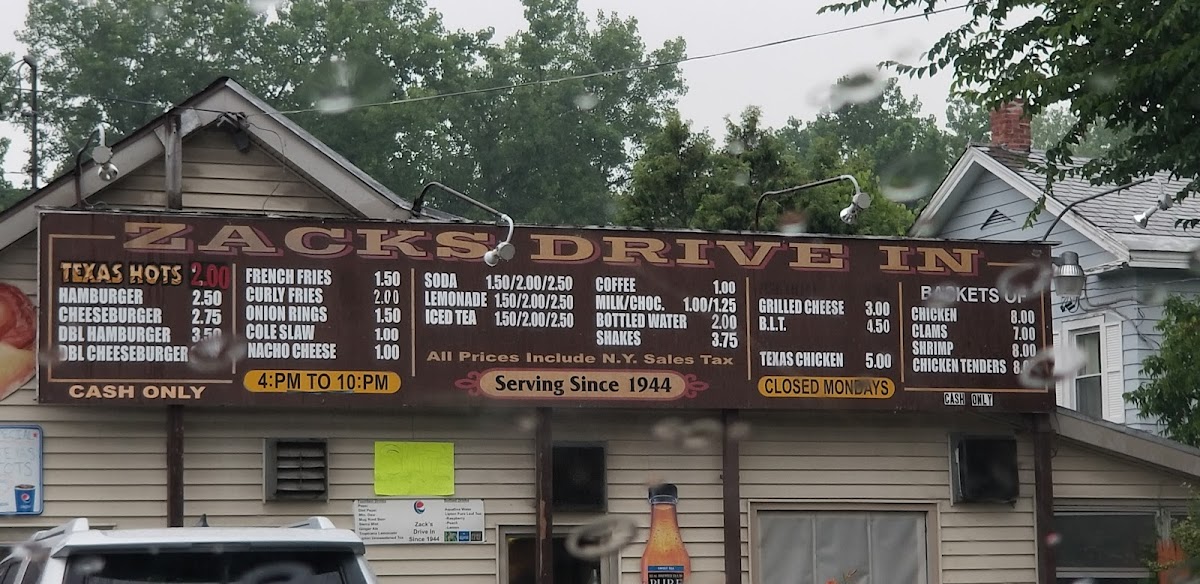 ZACKS DRIVE IN
TEXAS HOTS 2.00
HAMBURGER 2.50
CHEESEBURGER 2.75
DBL HAMBURGER 3.50
DBL CHEESEBURGER
CASH ONLY
FRENCH FRIES 1.50
CURLY FRIES 2.00
ONION RINGS 1.50
COLE SLAW 1.00
NACHO CHEESE 1.00
4:PM TO 10:PM
SODA 1.50/2.00/2.50
LEMONADE 1.50/2.00/2.50
ICED TEA 1.50/2.00/2.50
COFFEE 1.00
MILK/CHOC. 1.00/1.25
BOTTLED WATER 2.00
SHAKES 3.75
All Prices Include N.Y. Sales Tax
Serving Since 1944
GRILLED CHEESE 3.00
B.L.T. 4.50
TEXAS CHICKEN 5.00
CLOSED MONDAYS
BASKETS OF
CHICKEN 8.00
CLAMS 7.00
SHRIMP 8.00
CHICKEN TENDERS
CASH ONLY
Zack's
Drive In
Since 1944
PURE